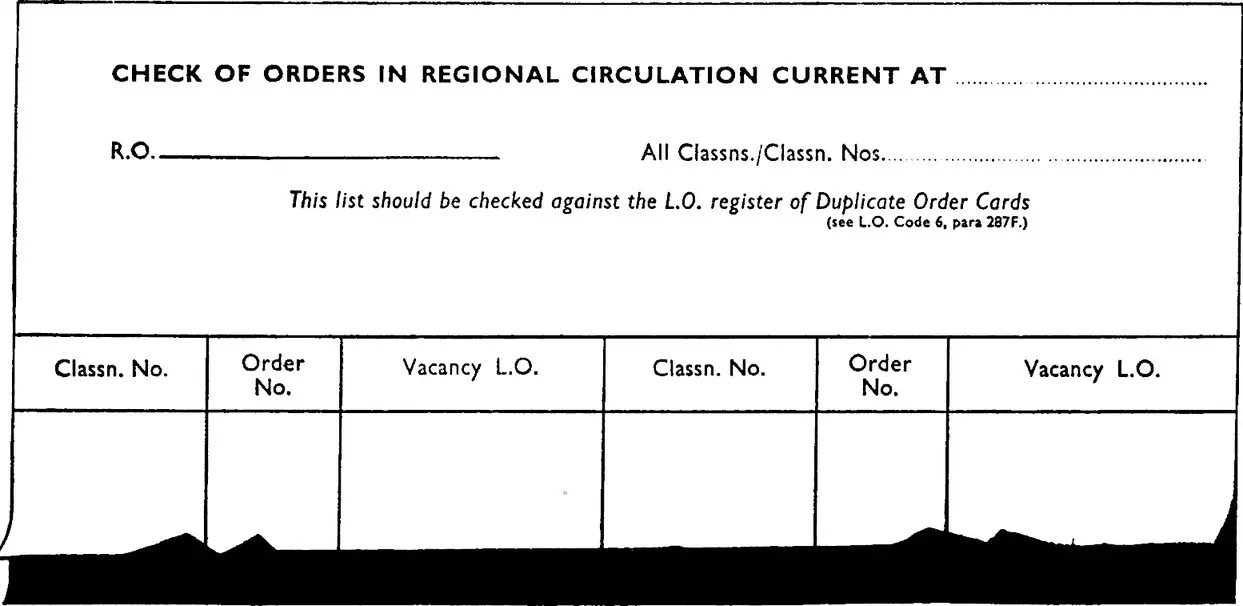 CHECK OF ORDERS IN REGIONAL CIRCULATION CURRENT AT
R.O. All Classns./Classn. Nos.
This list should be checked against the L.O. register of Duplicate Order Cards
(see L.O. Code 6, para 287F.)
Classn. No. Order No. Vacancy L.O. Classn. No. Order No. Vacancy L.O.